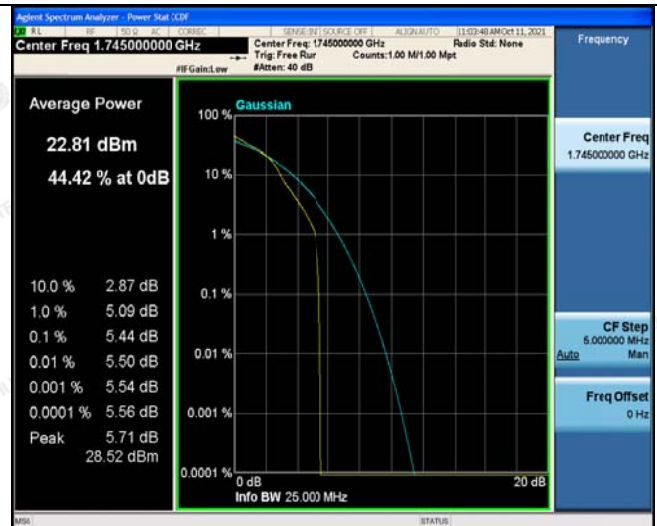 Agilent Spectrum Analyzer - Power Stat CCDF
RL RF 50 Ω AC CORREC SENSE:INT SOURCE OFF ALIGN AUTO 11:03:48 AM Oct 11, 2021
Center Freq 1.745000000 GHz
Center Freq: 1.745000000 GHz Radio Std: None
Trig: Free Run Counts:1.00 M/1.00 Mpt
#IFGain:Low #Atten: 40 dB
Frequency
Average Power
22.81 dBm
44.42 % at 0dB
10.0 % 2.87 dB
1.0 % 5.09 dB
0.1 % 5.44 dB
0.01 % 5.50 dB
0.001 % 5.54 dB
0.0001 % 5.56 dB
Peak 5.71 dB
28.52 dBm
Gaussian
100 %
10 %
1 %
0.1 %
0.01 %
0.001 %
0.0001 %
0 dB 20 dB
Info BW 25.000 MHz
Center Freq
1.745000000 GHz
CF Step
5.000000 MHz
Auto Man
Freq Offset
0 Hz
MSG STATUS